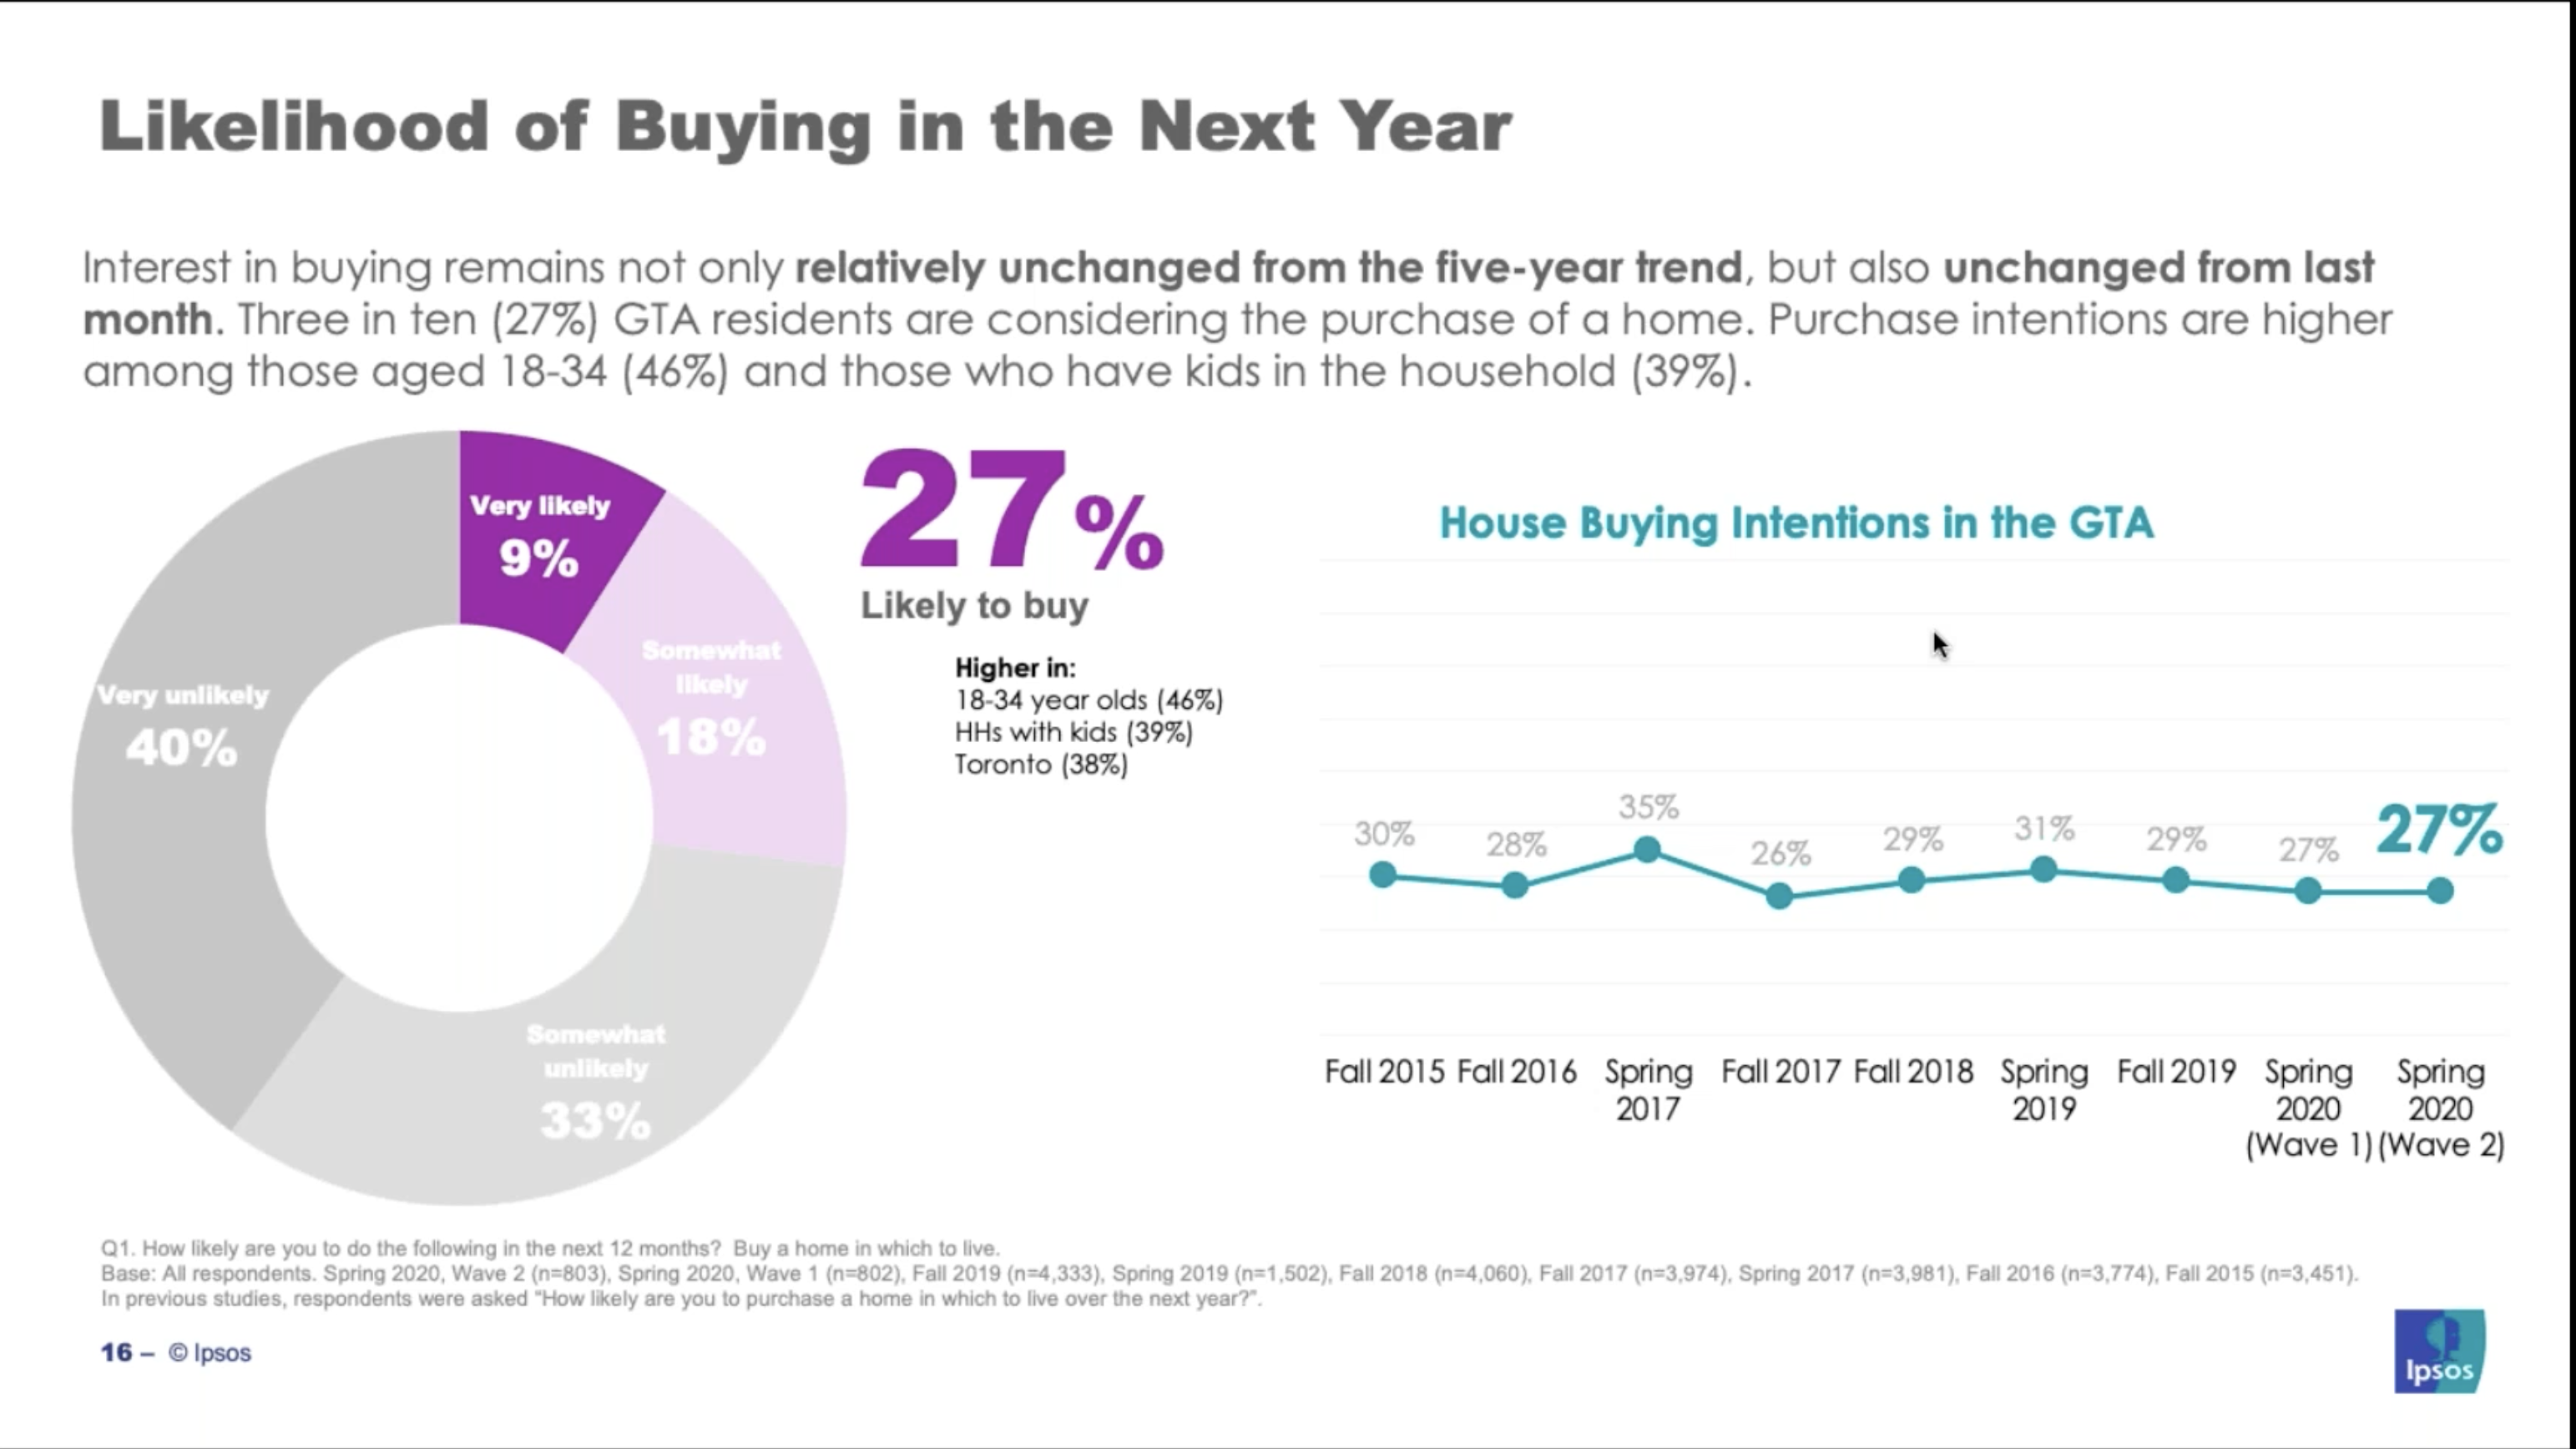 Likelihood of Buying in the Next Year
Interest in buying remains not only relatively unchanged from the five-year trend, but also unchanged from last
month. Three in ten (27%) GTA residents are considering the purchase of a home. Purchase intentions are higher
among those aged 18-34 (46%) and those who have kids in the household (39%).
Very likely
9%
Somewhat
likely
18%
Somewhat
unlikely
33%
Very unlikely
40%
27%
Likely to buy
Higher in:
18-34 year olds (46%)
HHs with kids (39%)
Toronto (38%)
House Buying Intentions in the GTA
30%
28%
35%
26%
29%
31%
29%
27%
27%
Fall 2015
Fall 2016
Spring
2017
Fall 2017
Fall 2018
Spring
2019
Fall 2019
Spring
2020
(Wave 1)
Spring
2020
(Wave 2)
Q1. How likely are you to do the following in the next 12 months? Buy a home in which to live.
Base: All respondents. Spring 2020, Wave 2 (n=803), Spring 2020, Wave 1 (n=802), Fall 2019 (n=4,333), Spring 2019 (n=1,502), Fall 2018 (n=4,060), Fall 2017 (n=3,974), Spring 2017 (n=3,981), Fall 2016 (n=3,774), Fall 2015 (n=3,451).
In previous studies, respondents were asked “How likely are you to purchase a home in which to live over the next year?”.
16 – © Ipsos
Ipsos